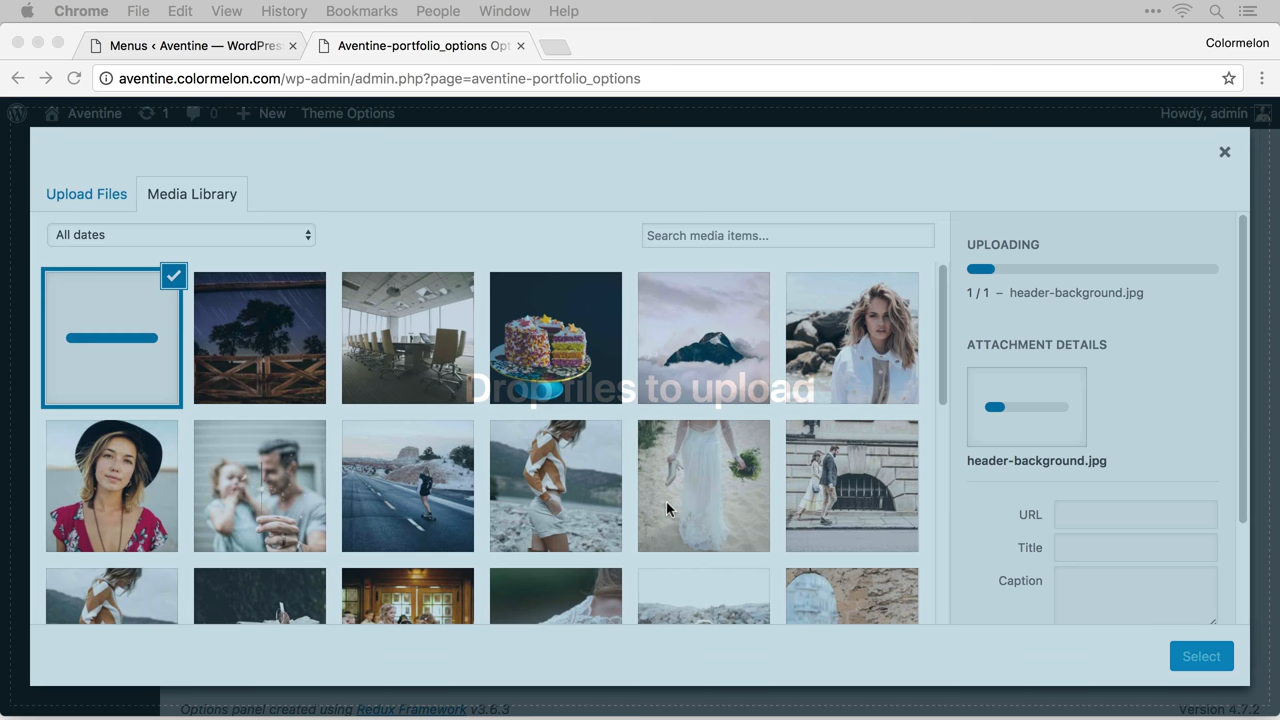 Chrome File Edit View History Bookmarks People Window Help
Menus ‹ Aventine — WordPres
Aventine-portfolio_options Opt
Colormelon
aventine.colormelon.com/wp-admin/admin.php?page=aventine-portfolio_options
Aventine 1 0 New Theme Options Howdy, admin
Upload Files Media Library
All dates
Search media items...
UPLOADING
1 / 1 – header-background.jpg
ATTACHMENT DETAILS
header-background.jpg
Drop files to upload
URL
Title
Caption
Select
Options panel created using Redux Framework v3.6.3
Version 4.7.2